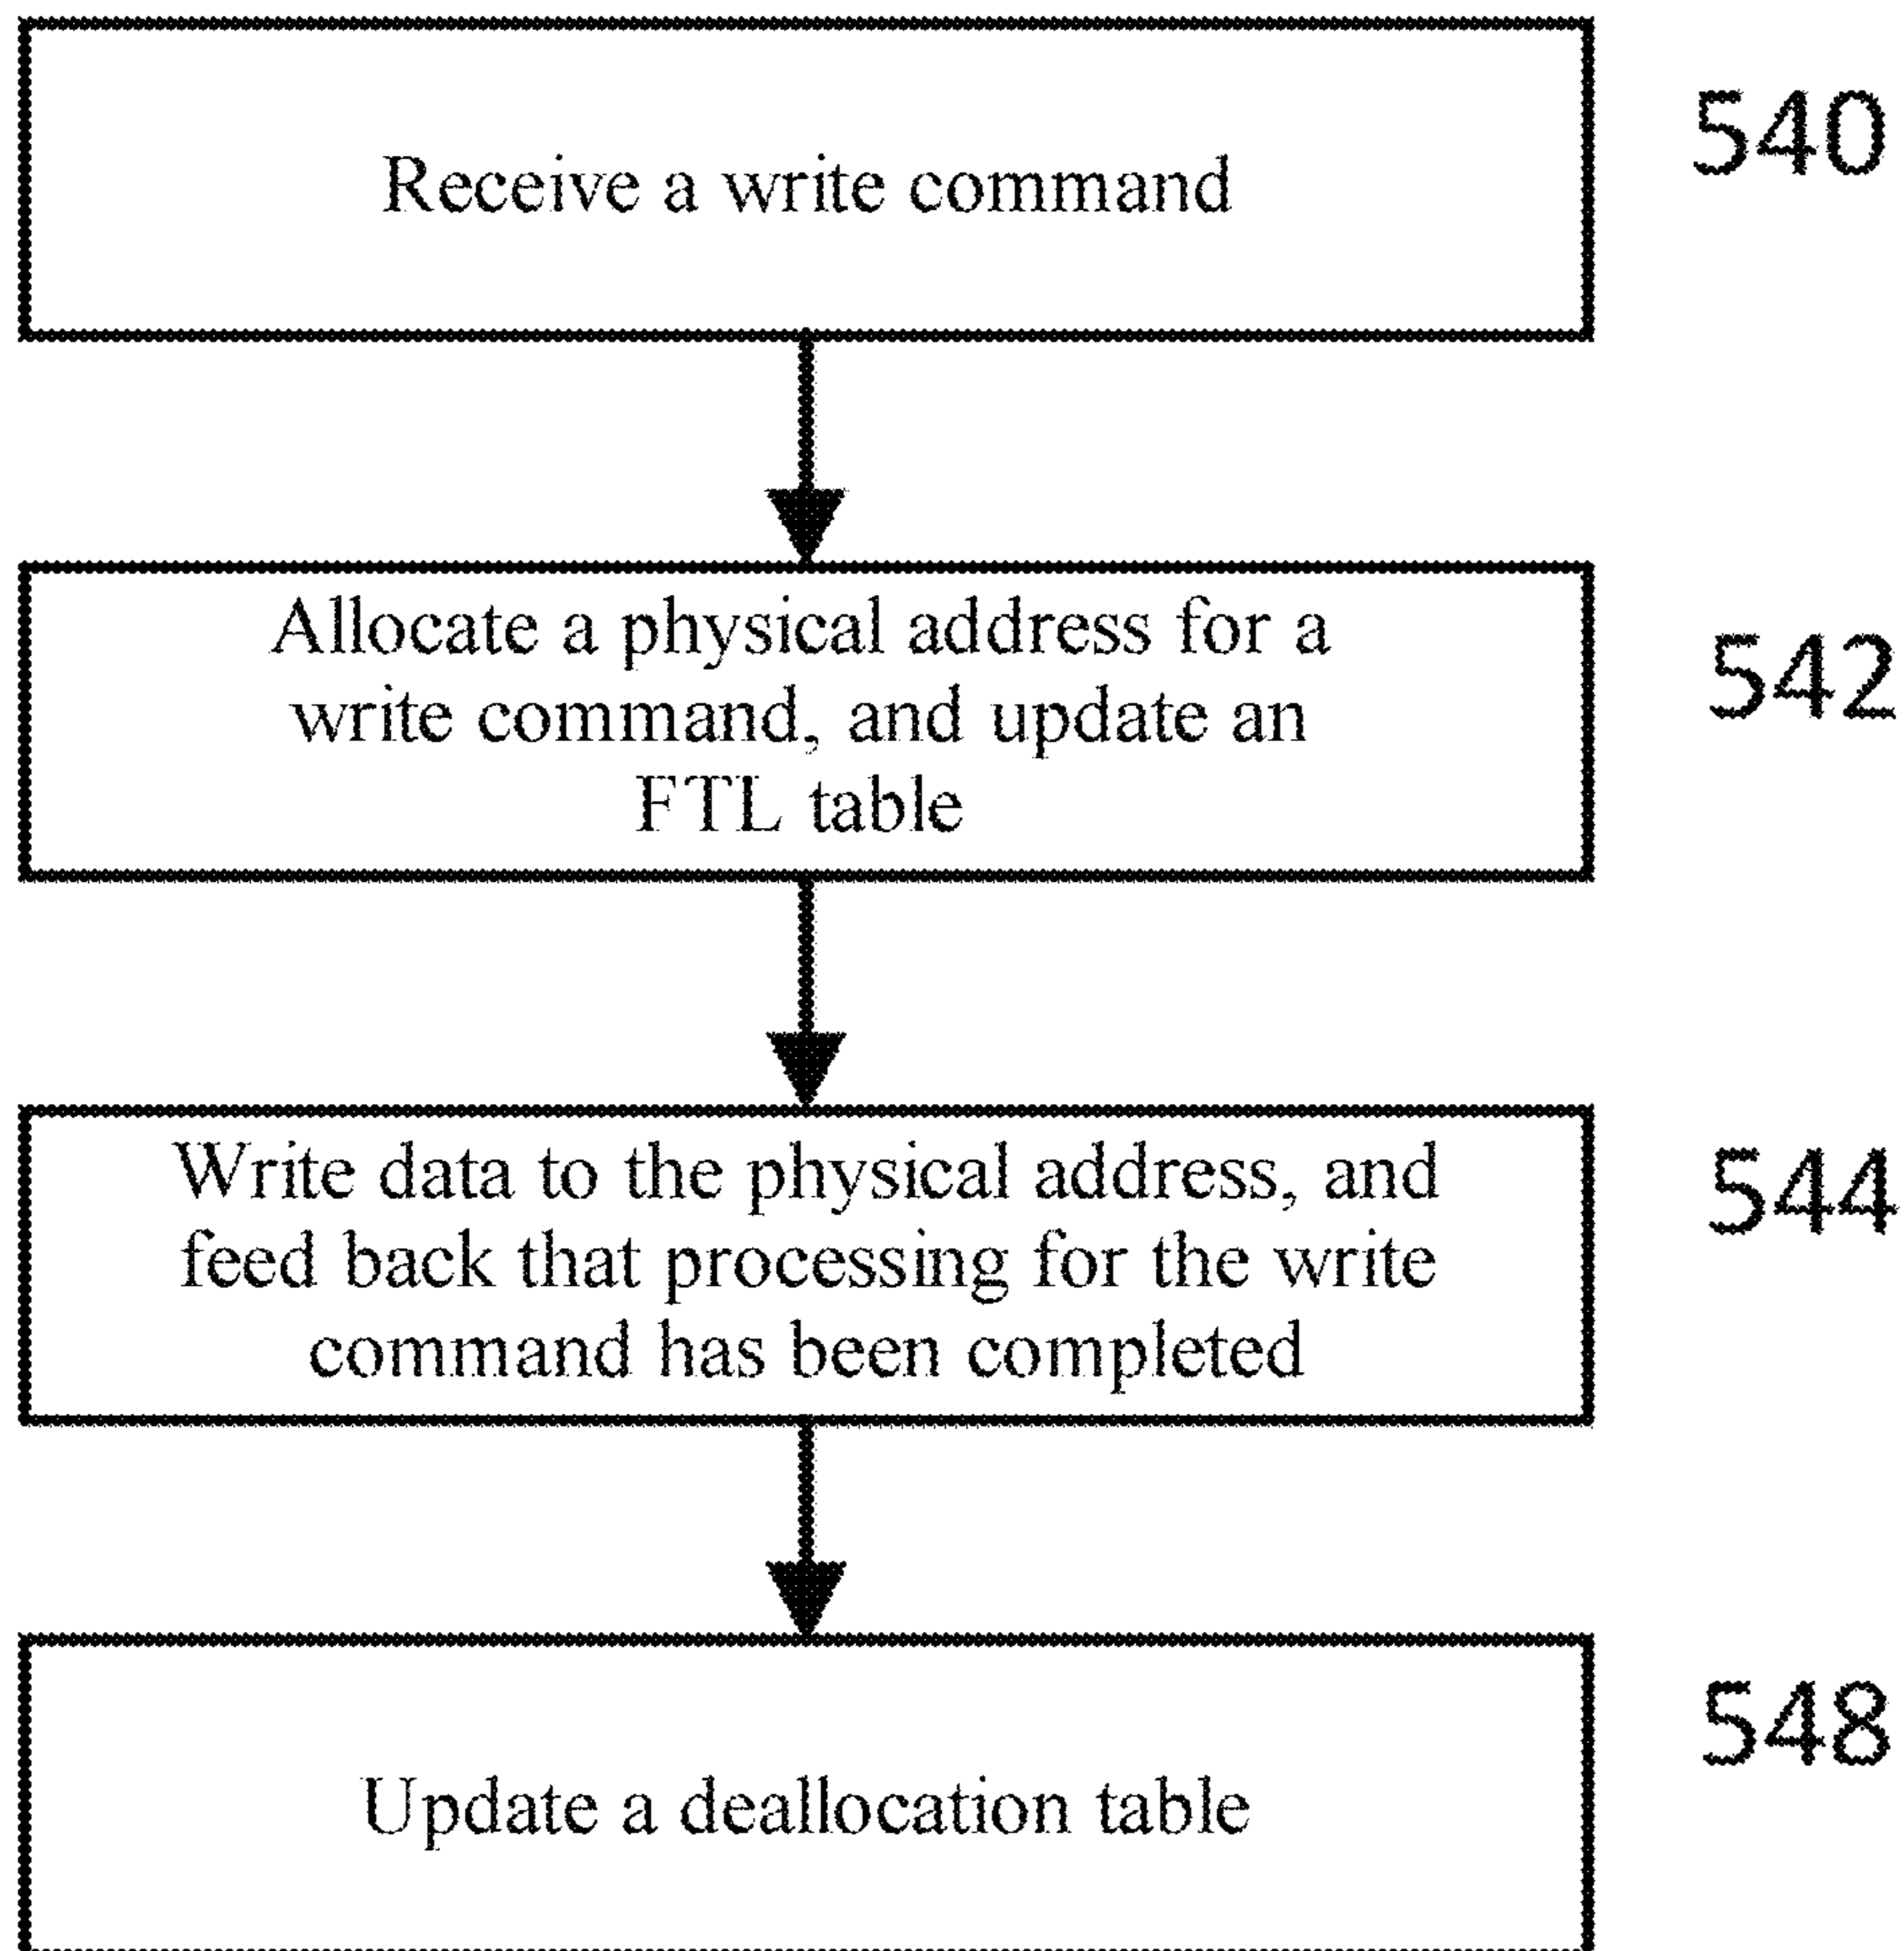 540
Receive a write command
542
Allocate a physical address for a
write command, and update an
FTL table
544
Write data to the physical address, and
feed back that processing for the write
command has been completed
548
Update a deallocation table